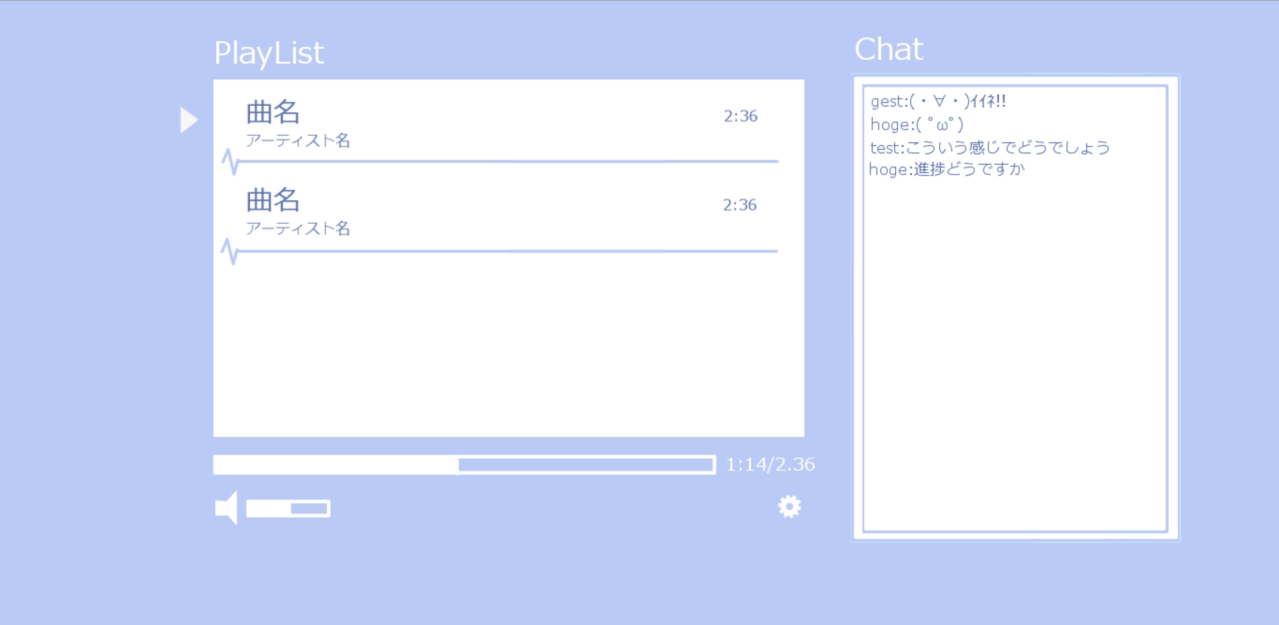 PlayList
曲名
2:36
アーティスト名
曲名
2:36
アーティスト名
1:14/2.36
Chat
gest:(・∀・)ｲｲﾈ!!
hoge:( ﾟωﾟ)
test:こういう感じでどうでしょう
hoge:進捗どうですか